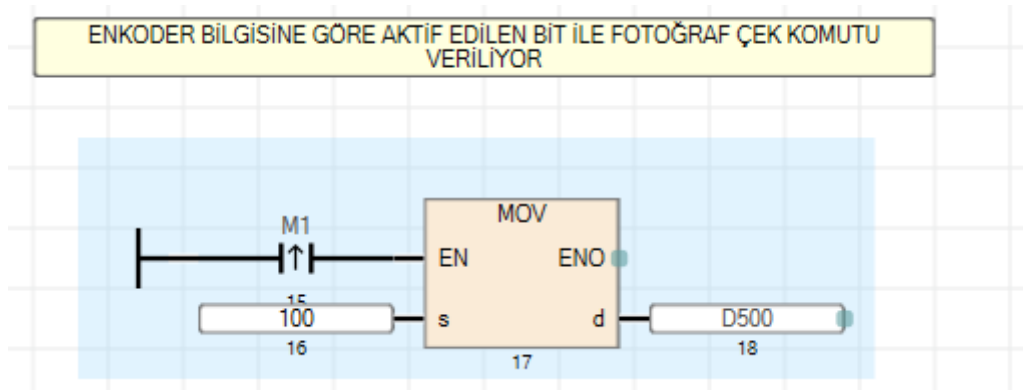 ENKODER BİLGİSİNE GÖRE AKTİF EDİLEN BİT İLE FOTOĞRAF ÇEK KOMUTU
VERİLİYOR
MOV
M1
EN ENO
15
100 s d D500
16 17 18